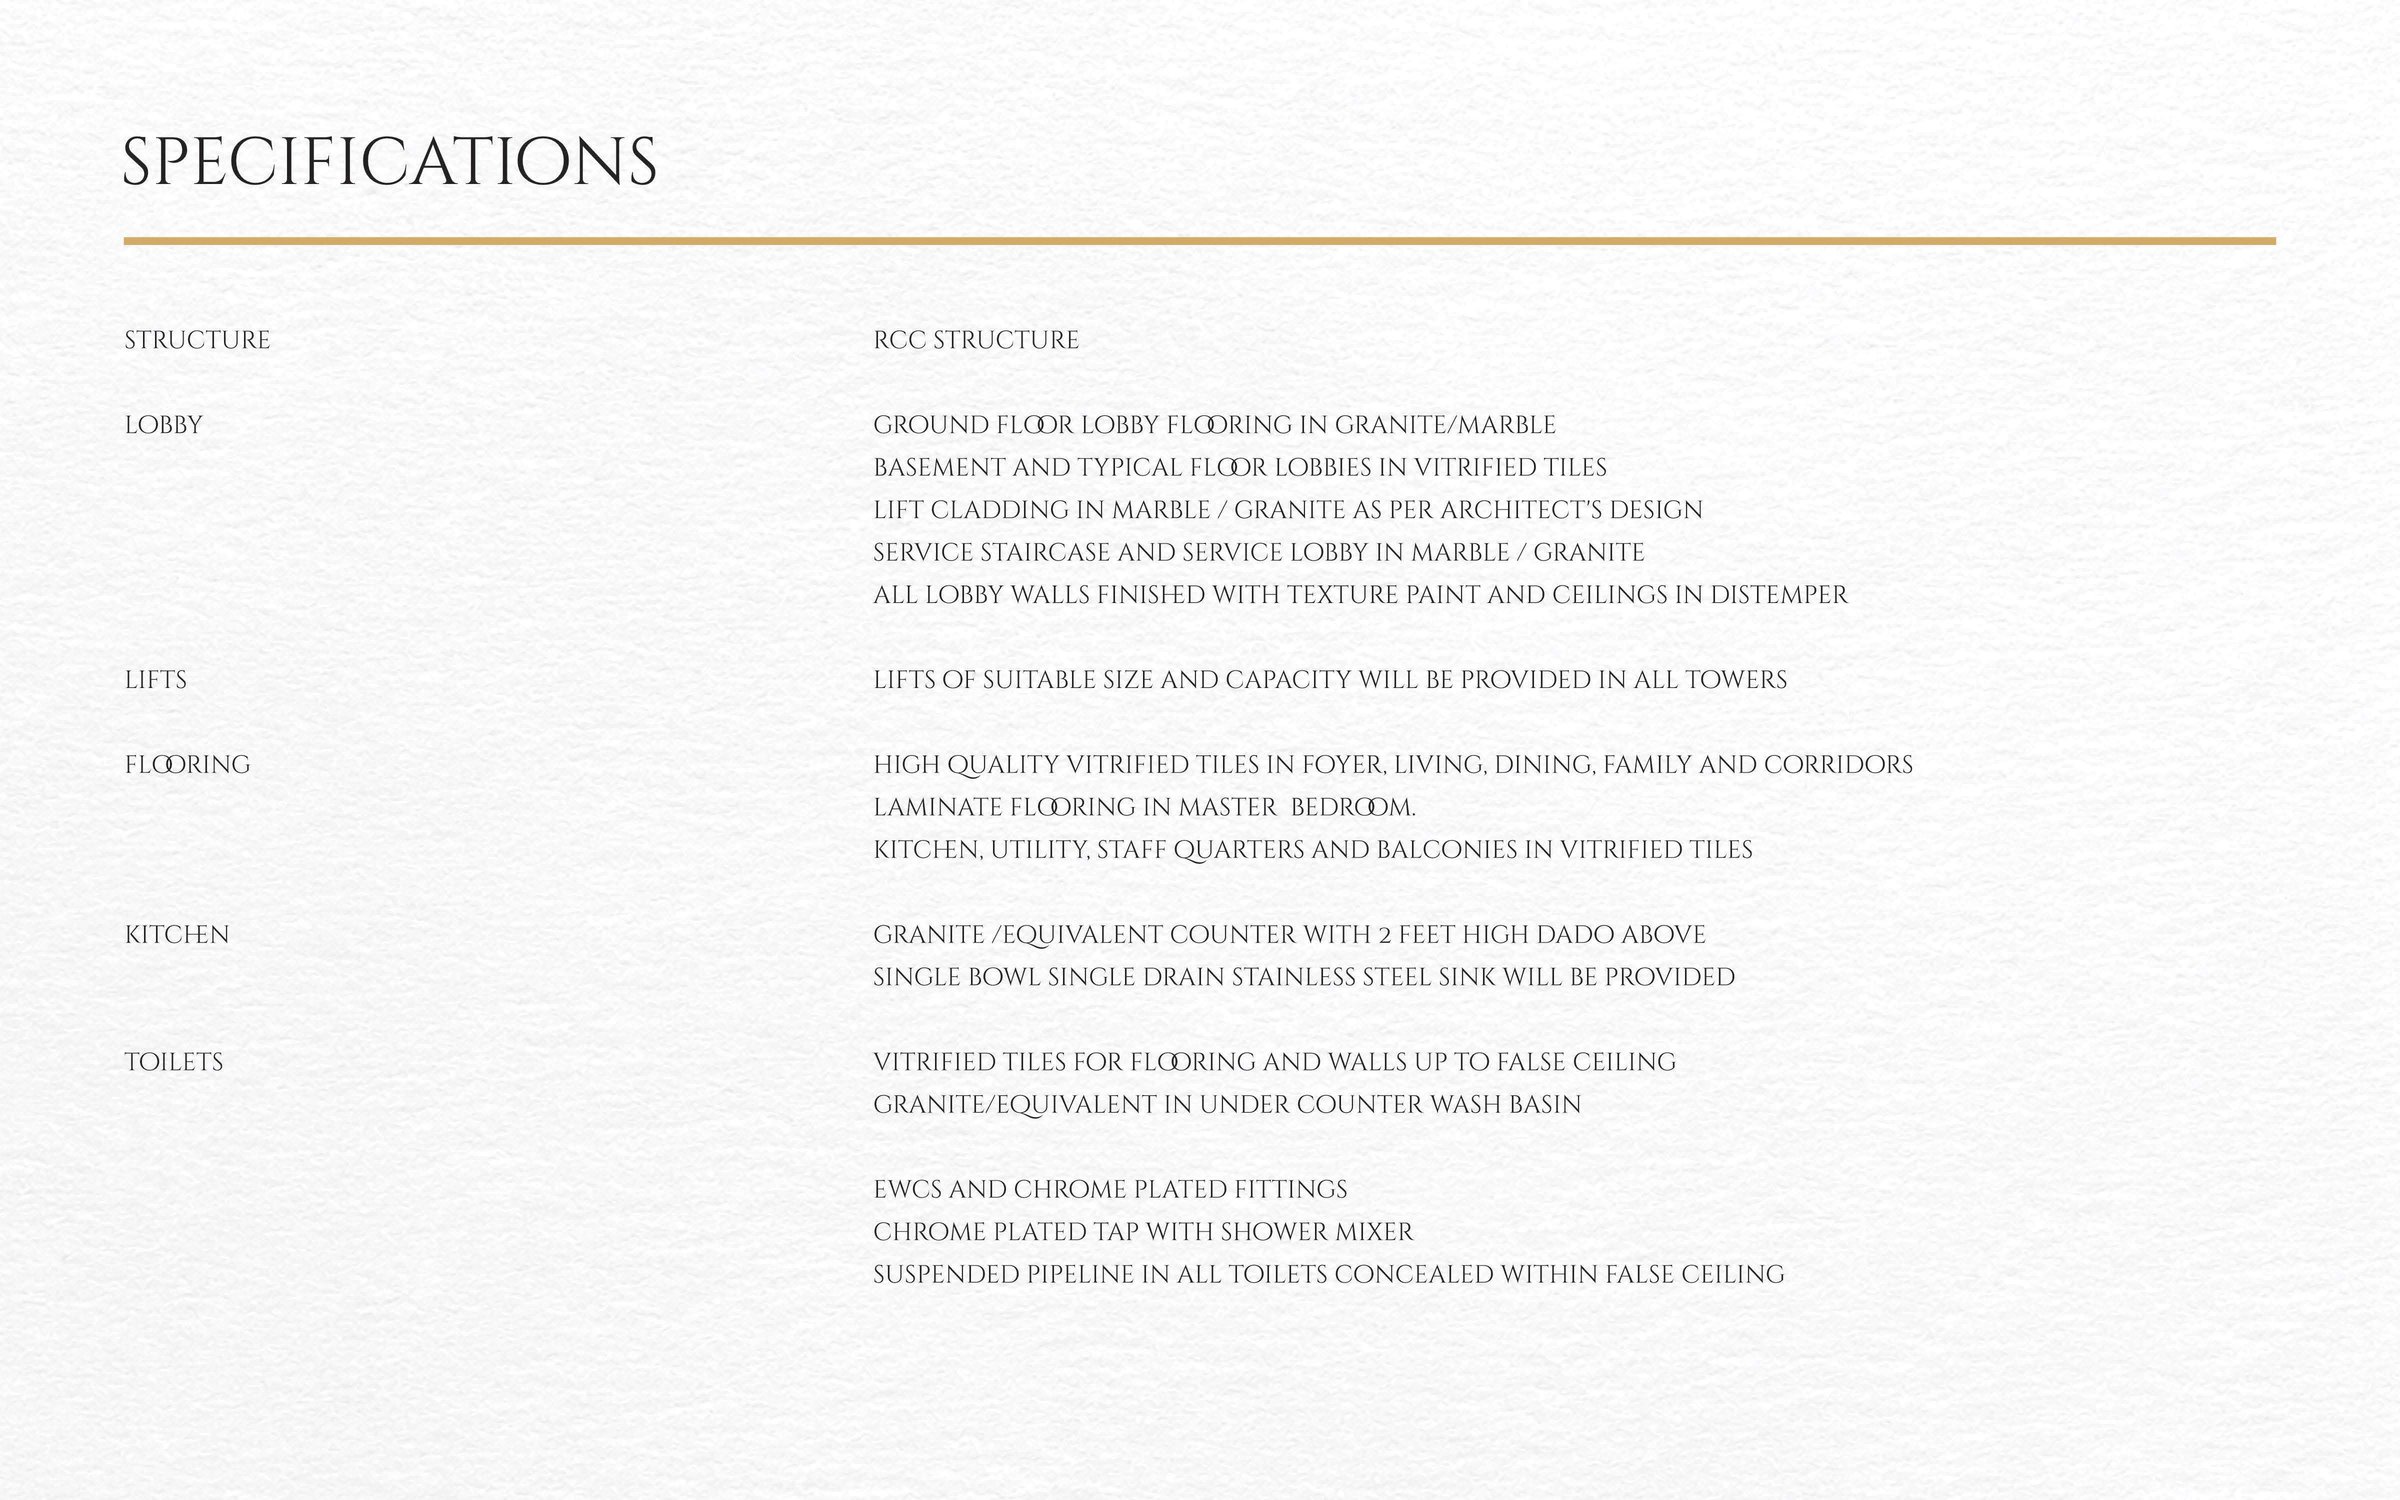 SPECIFICATIONS
STRUCTURE RCC STRUCTURE
LOBBY GROUND FLOOR LOBBY FLOORING IN GRANITE/MARBLE
BASEMENT AND TYPICAL FLOOR LOBBIES IN VITRIFIED TILES
LIFT CLADDING IN MARBLE / GRANITE AS PER ARCHITECT'S DESIGN
SERVICE STAIRCASE AND SERVICE LOBBY IN MARBLE / GRANITE
ALL LOBBY WALLS FINISHED WITH TEXTURE PAINT AND CEILINGS IN DISTEMPER
LIFTS LIFTS OF SUITABLE SIZE AND CAPACITY WILL BE PROVIDED IN ALL TOWERS
FLOORING HIGH QUALITY VITRIFIED TILES IN FOYER, LIVING, DINING, FAMILY AND CORRIDORS
LAMINATE FLOORING IN MASTER  BEDROOM.
KITCHEN, UTILITY, STAFF QUARTERS AND BALCONIES IN VITRIFIED TILES
KITCHEN GRANITE /EQUIVALENT COUNTER WITH 2 FEET HIGH DADO ABOVE
SINGLE BOWL SINGLE DRAIN STAINLESS STEEL SINK WILL BE PROVIDED
TOILETS VITRIFIED TILES FOR FLOORING AND WALLS UP TO FALSE CEILING
GRANITE/EQUIVALENT IN UNDER COUNTER WASH BASIN
EWCS AND CHROME PLATED FITTINGS
CHROME PLATED TAP WITH SHOWER MIXER
SUSPENDED PIPELINE IN ALL TOILETS CONCEALED WITHIN FALSE CEILING